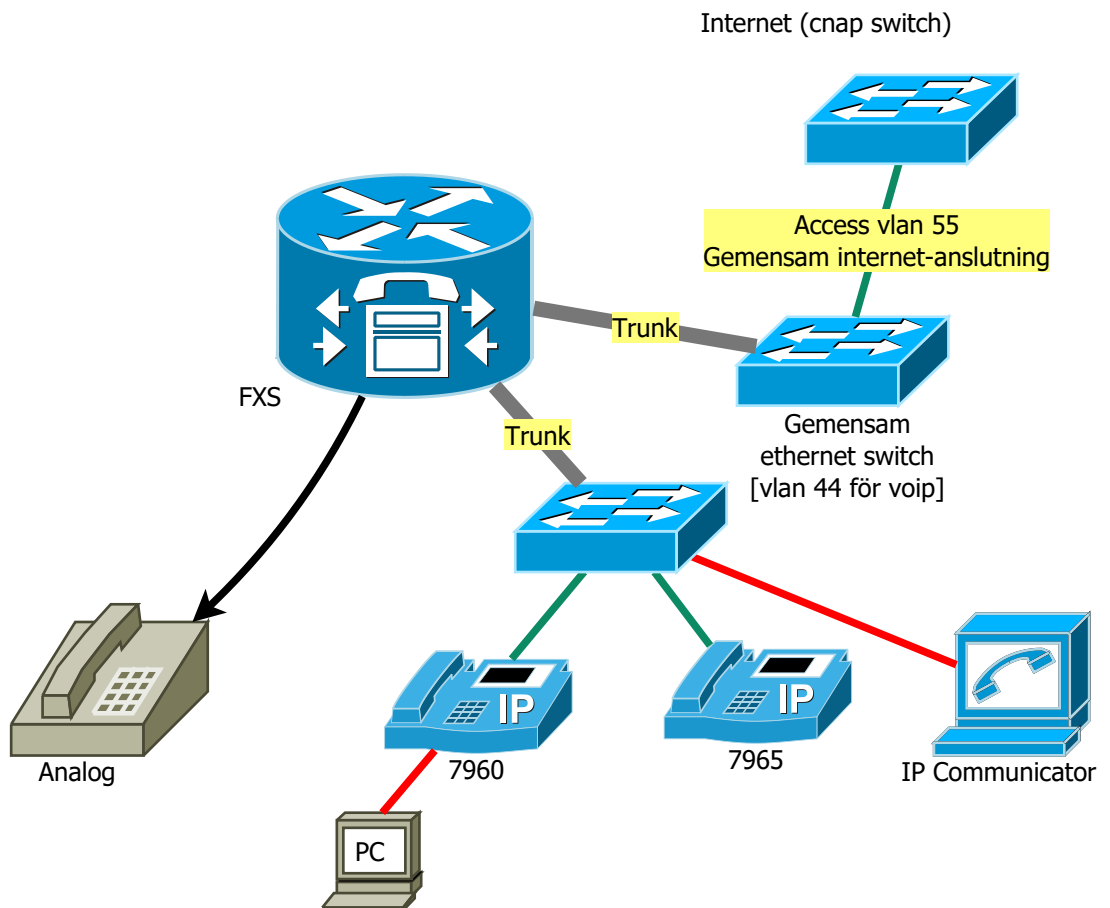 Internet (cnap switch)
Access vlan 55
Gemensam internet-anslutning
Trunk
FXS
Gemensam
ethernet switch
[vlan 44 för voip]
Trunk
IP
IP
Analog
7960
7965
IP Communicator
PC